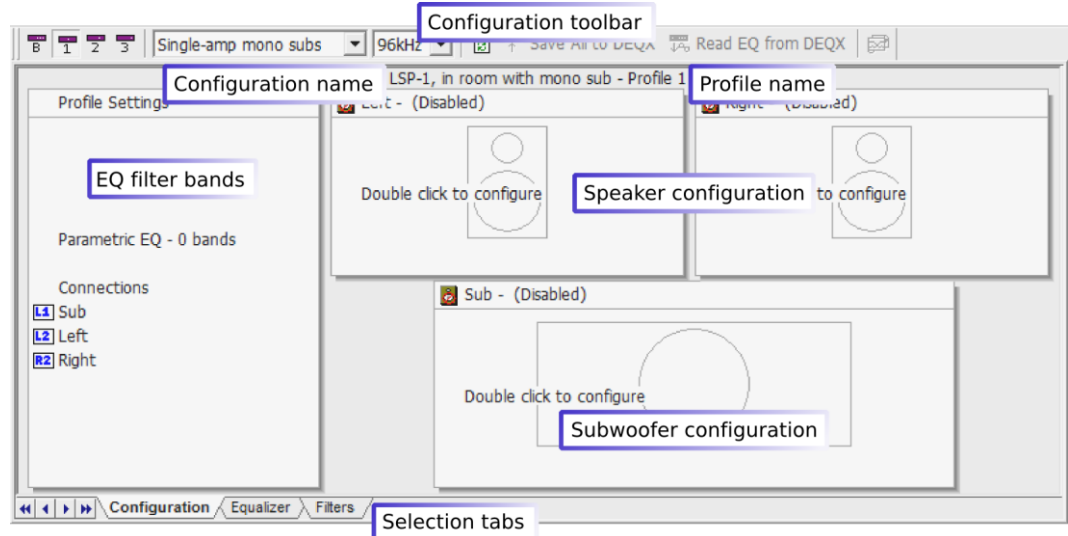 Configuration toolbar
B 1 2 3 Single-amp mono subs 96kHz Save All to DEQX Read EQ from DEQX
Configuration name
LSP-1, in room with mono sub - Profile 1
Profile name
Profile Settings
Left - (Disabled)
Right - (Disabled)
EQ filter bands
Double click to configure
Speaker configuration
to configure
Parametric EQ - 0 bands
Connections
L1 Sub
L2 Left
R2 Right
Sub - (Disabled)
Double click to configure
Subwoofer configuration
Configuration Equalizer Filters
Selection tabs